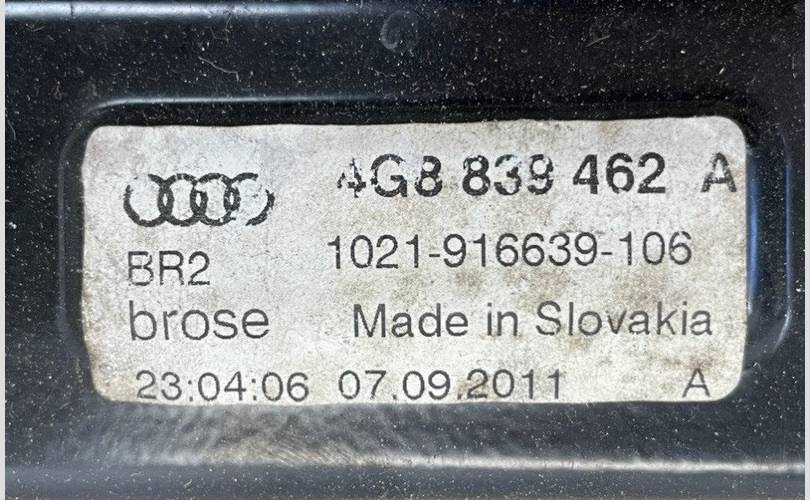 4G8 839 462 A
BR2 1021-916639-106
brose Made in Slovakia
23:04:06 07.09.2011 A